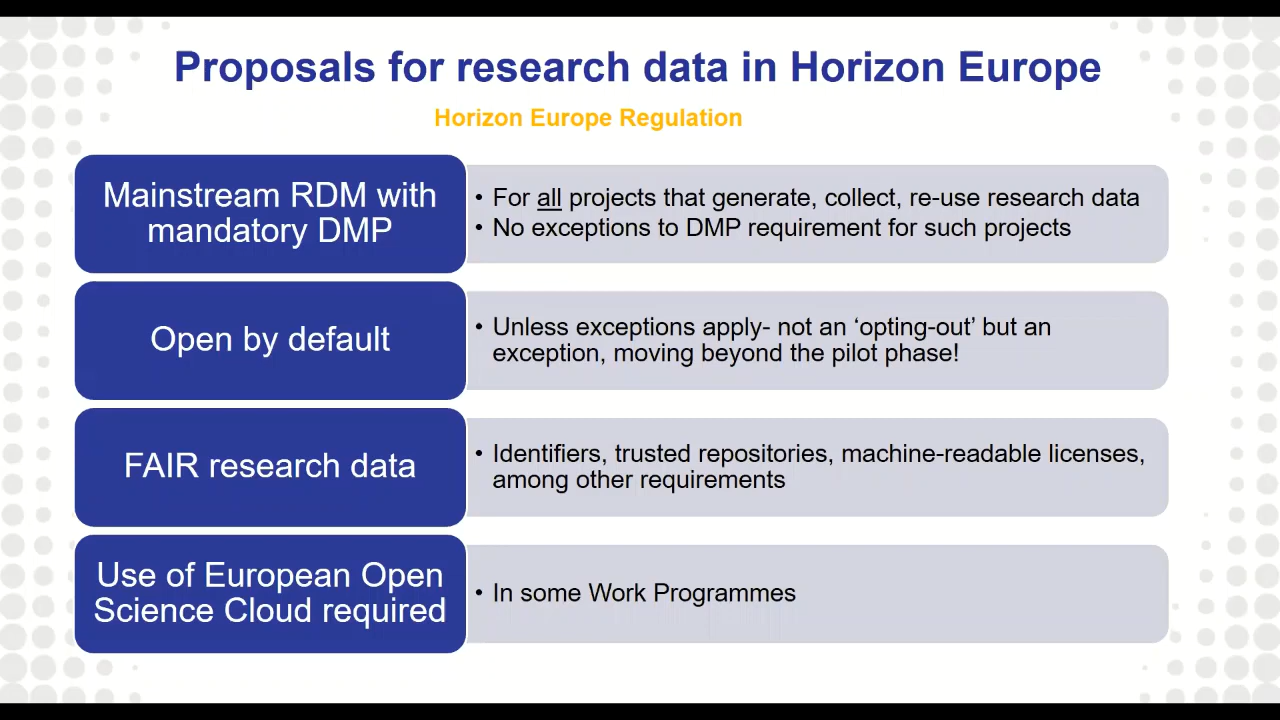 Proposals for research data in Horizon Europe
Horizon Europe Regulation
Mainstream RDM with
mandatory DMP
• For all projects that generate, collect, re-use research data
• No exceptions to DMP requirement for such projects
Open by default
• Unless exceptions apply- not an ‘opting-out’ but an
exception, moving beyond the pilot phase!
FAIR research data
• Identifiers, trusted repositories, machine-readable licenses,
among other requirements
Use of European Open
Science Cloud required
• In some Work Programmes